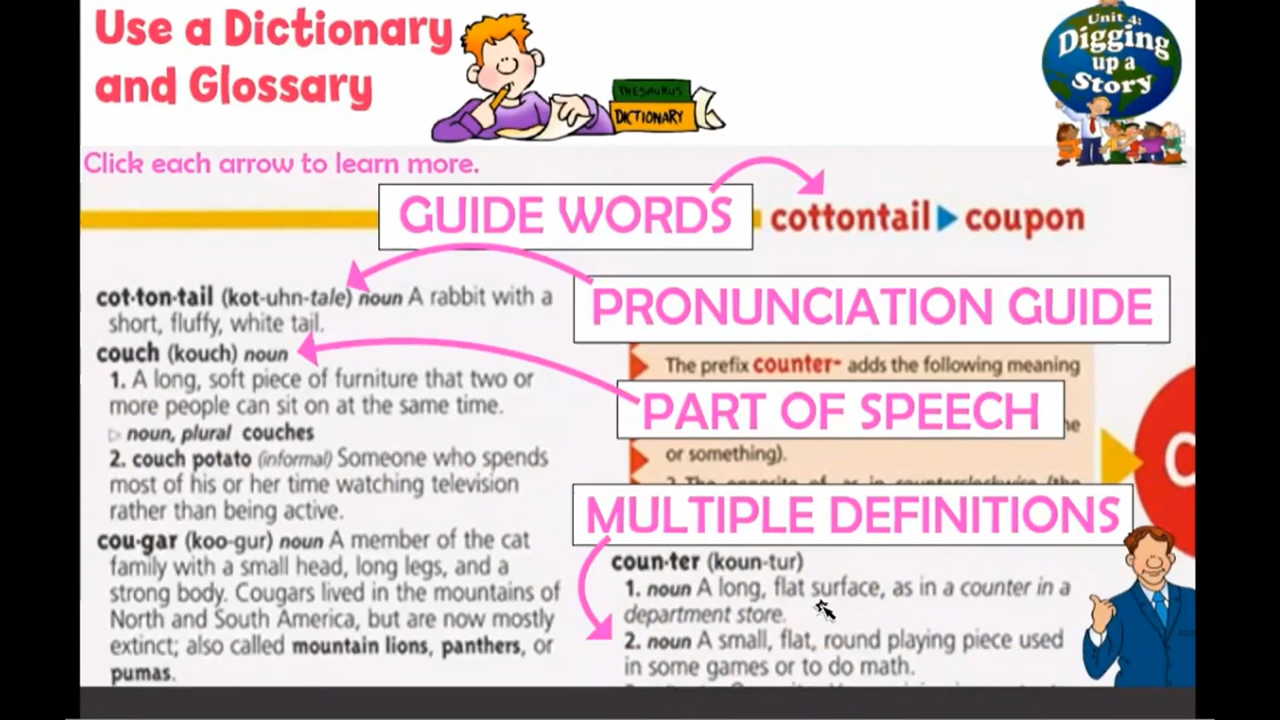 Use a Dictionary
and Glossary
THESAURUS
DICTIONARY
Unit 4:
Digging
up a
Story
Click each arrow to learn more.
GUIDE WORDS
cottontail ▶ coupon
cot·ton·tail (kot-uhn-tale) noun A rabbit with a
short, fluffy, white tail.
couch (kouch) noun
1. A long, soft piece of furniture that two or
more people can sit on at the same time.
▷ noun, plural couches
2. couch potato (informal) Someone who spends
most of his or her time watching television
rather than being active.
cou·gar (koo-gur) noun A member of the cat
family with a small head, long legs, and a
strong body. Cougars lived in the mountains of
North and South America, but are now mostly
extinct; also called mountain lions, panthers, or
pumas.
PRONUNCIATION GUIDE
The prefix counter- adds the following meaning
PART OF SPEECH
or something).
MULTIPLE DEFINITIONS
coun·ter (koun-tur)
1. noun A long, flat surface, as in a counter in a
department store.
2. noun A small, flat, round playing piece used
in some games or to do math.
C